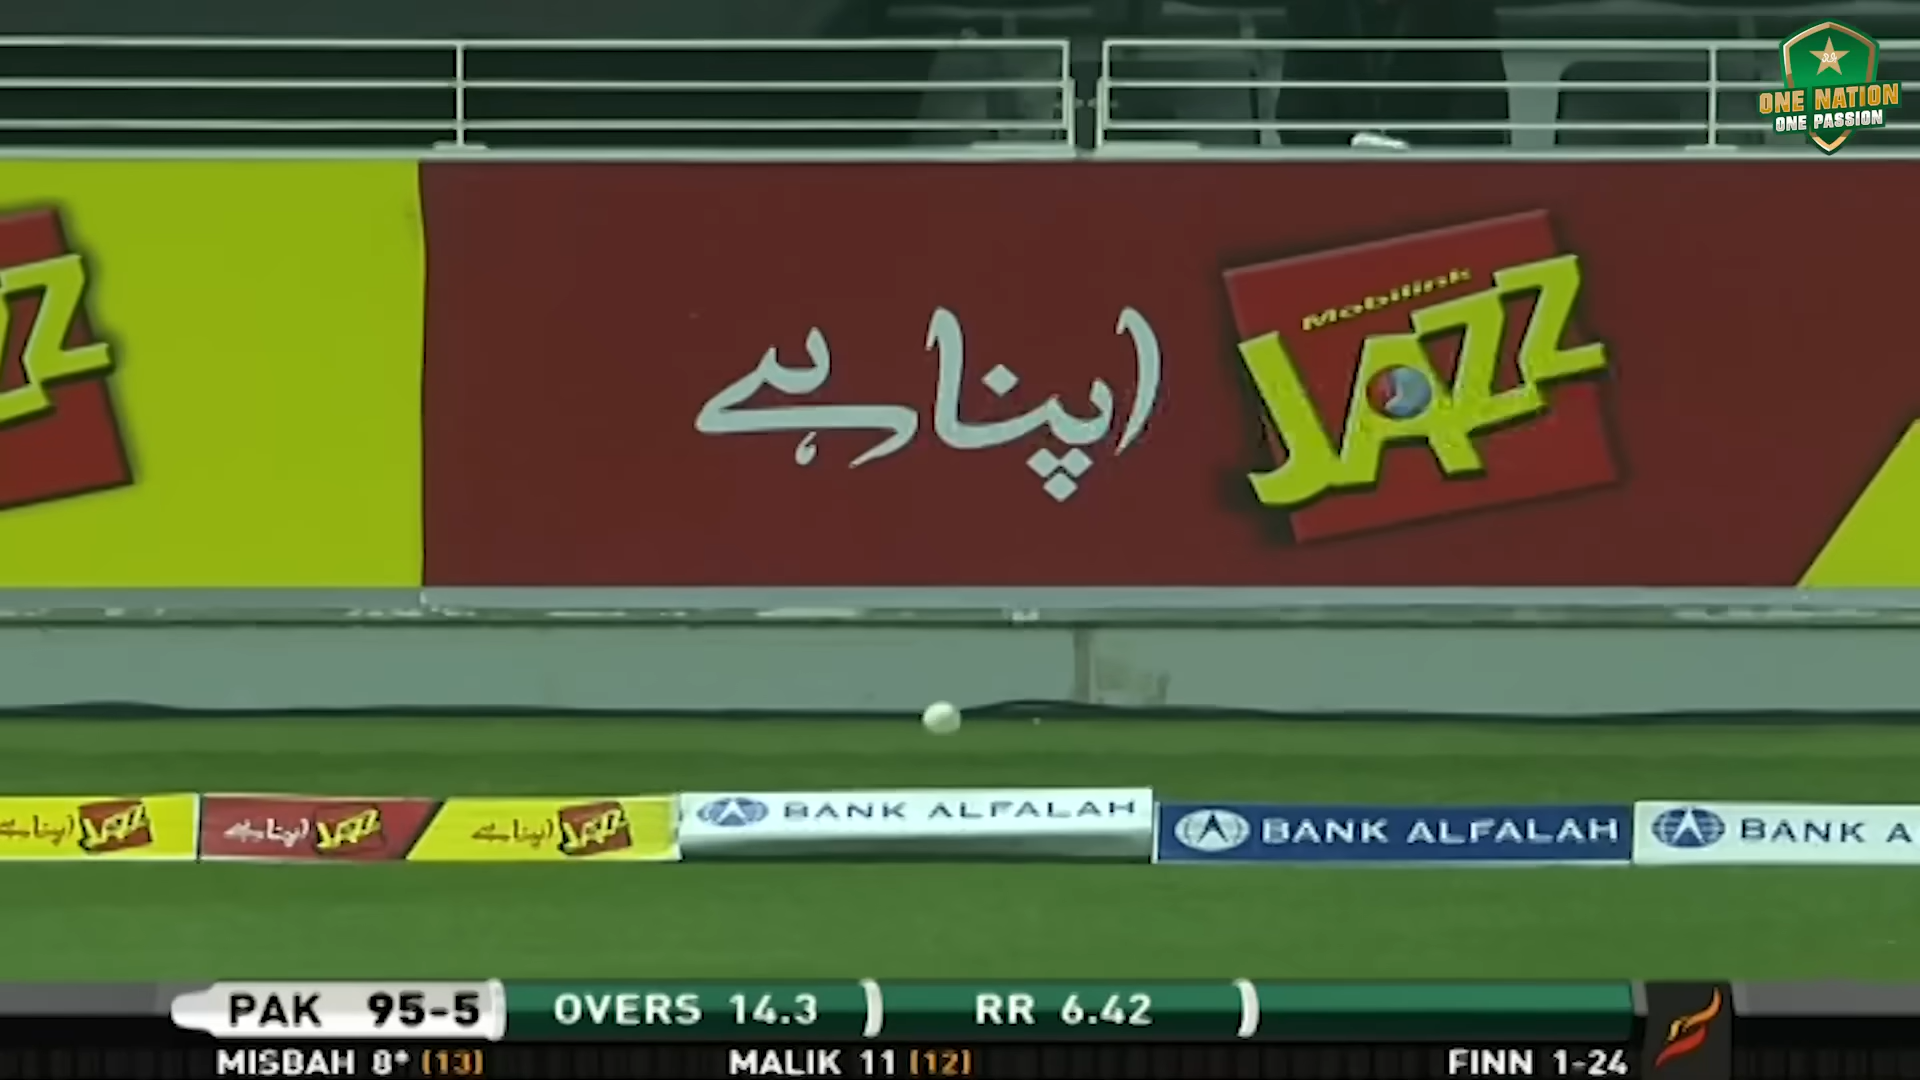 ONE NATION
ONE PASSION
اپنا ہے
Mobilink
JAZZ
اپنا ہے JAZZ
اپنا ہے JAZZ
اپنا ہے JAZZ
BANK ALFALAH
BANK ALFALAH
BANK A
PAK 95-5 OVERS 14.3 RR 6.42
MISBAH 8* (13) MALIK 11 (12) FINN 1-24